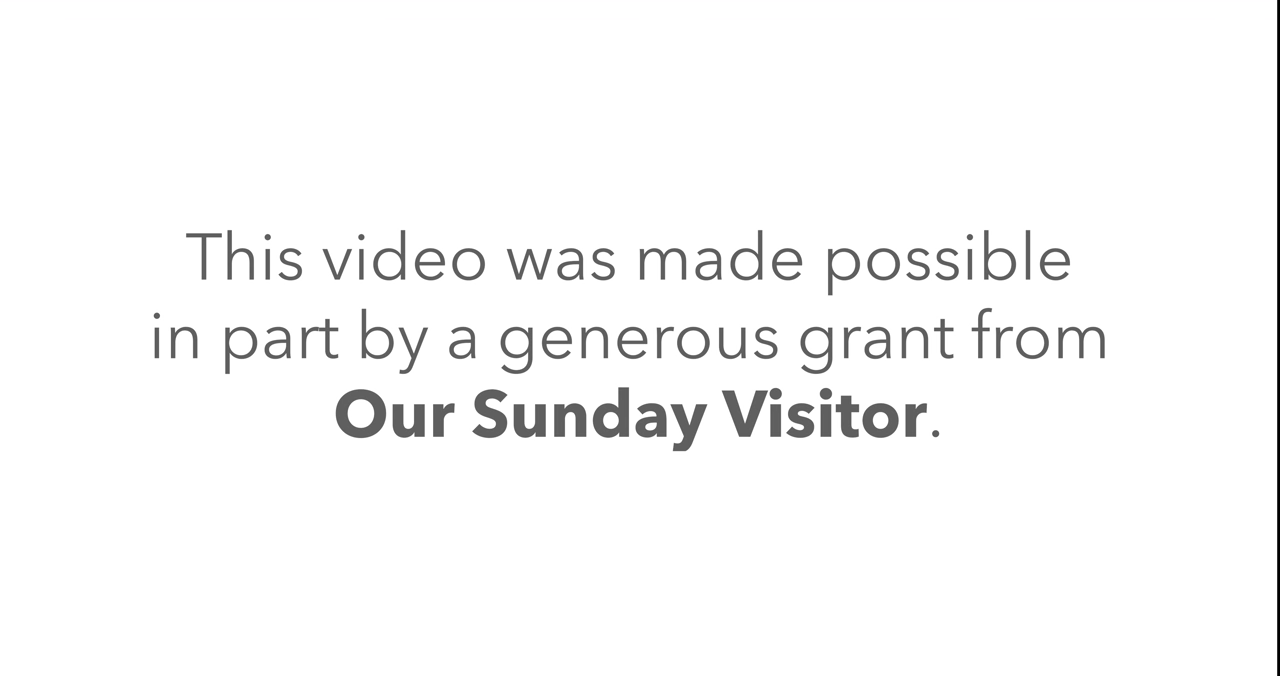 This video was made possible
in part by a generous grant from
Our Sunday Visitor.